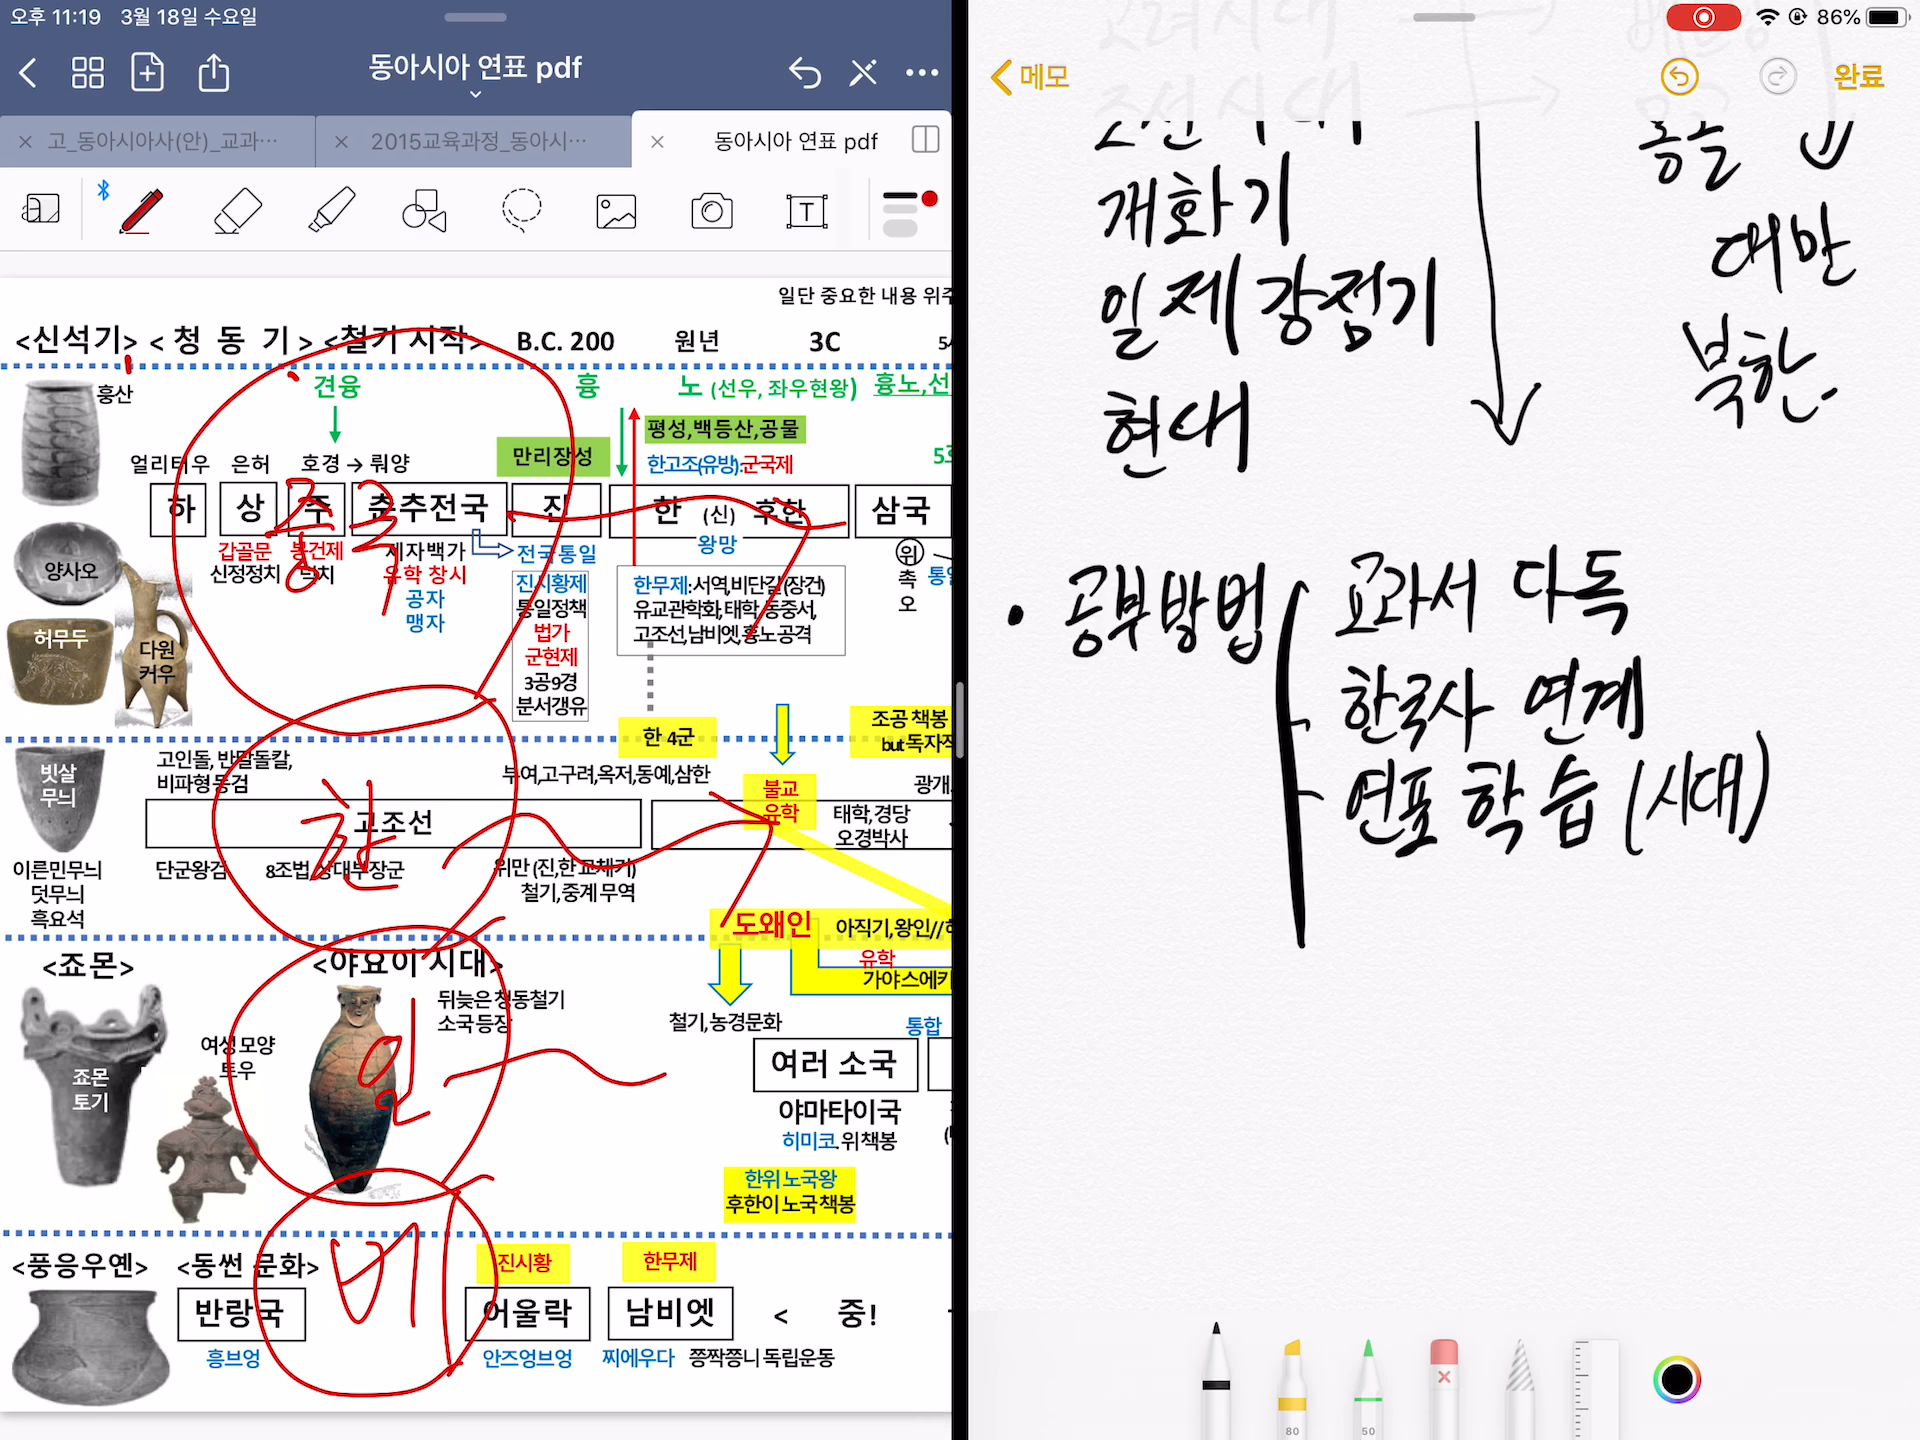 오후 11:19 3월 18일 수요일
동아시아 연표 pdf
고_동아시아사(안)_교과…
2015교육과정_동아시…
동아시아 연표 pdf
일단 중요한 내용 위주
<신석기> <청 동 기> <철기 시작> B.C. 200 원년 3C
홍산
견융
흉 노 (선우, 좌우현왕) 흉노,선
평성,백등산,공물
만리장성
한고조(유방):군국제
얼리터우 은허 호경 → 뤄양
하 상 주 춘추전국 진 한 (신) 후한 삼국
중국
왕망
갑골문 봉건제 제자백가 전국통일
신정정치 덕치 유학 창시
공자
맹자
진시황제
통일정책
법가
군현제
3공9경
분서갱유
한무제:서역,비단길(장건)
유교관학화,태학,동중서,
고조선,남비엣,흉노공격
위
촉
오
양사오
허무두
다원
커우
한 4군
조공 책봉
but 독자적
빗살
무늬
고인돌, 반달돌칼,
비파형동검
부여,고구려,옥저,동예,삼한
불교
유학
광개
고조선
한
태학,경당
오경박사
이른민무늬
덧무늬
흑요석
단군왕검 8조법,상대부,장군
위만 (진,한 교체기)
철기,중계 무역
도왜인
아직기,왕인//
유학
가야 스에키
<죠몬> <야요이 시대>
뒤늦은 청동철기
소국 등장
철기,농경문화
통합
여성 모양
토우
죠몬
토기
일
여러 소국
야마타이국
히미코.위책봉
한위 노국왕
후한이 노국 책봉
<풍응우옌> <동썬 문화>
진시황 한무제
반랑국 어울락 남비엣 < 중!
베
흥브엉 안즈엉브엉 찌에우다 쯩짝쯩니 독립운동
86%
메모
완료
고려시대
조선시대
몽골
개화기
대만
일제강점기
북한.
현대
• 공부방법
교과서 다독
한국사 연계
연표 학습 (시대)
80
50